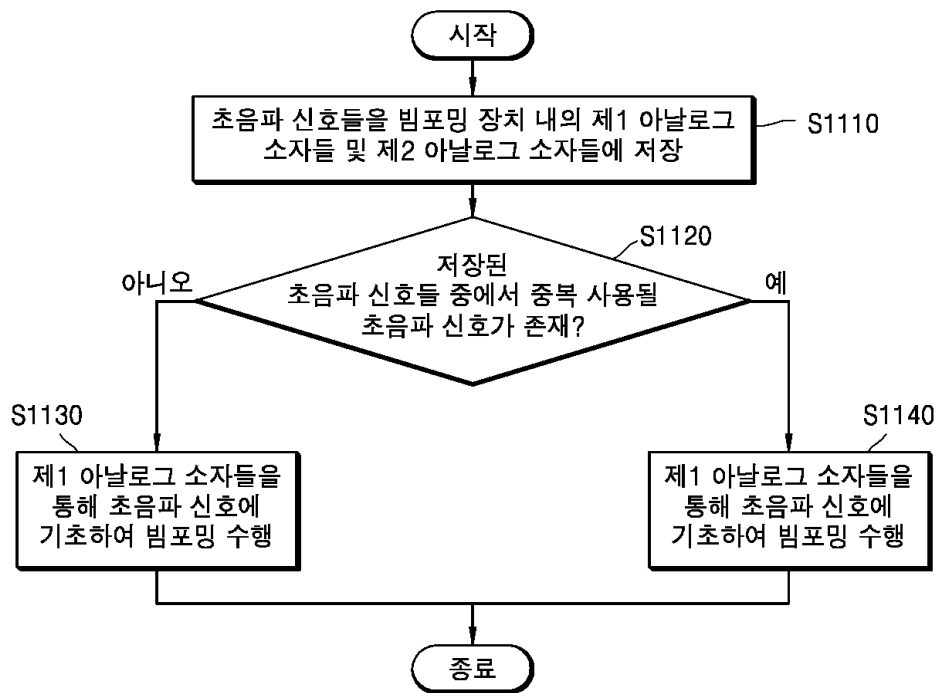 시작
초음파 신호들을 빔포밍 장치 내의 제1 아날로그
소자들 및 제2 아날로그 소자들에 저장
S1110
S1120
저장된
초음파 신호들 중에서 중복 사용될
초음파 신호가 존재?
아니오
예
S1130
제1 아날로그 소자들을
통해 초음파 신호에
기초하여 빔포밍 수행
S1140
제1 아날로그 소자들을
통해 초음파 신호에
기초하여 빔포밍 수행
종료